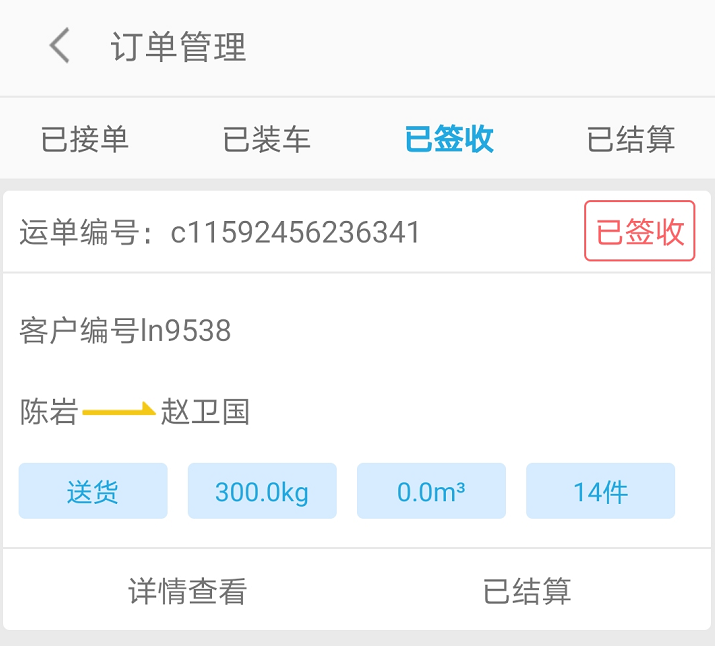 订单管理
已接单 已装车 已签收 已结算
运单编号：c11592456236341 已签收
客户编号ln9538
陈岩 赵卫国
送货 300.0kg 0.0m³ 14件
详情查看 已结算